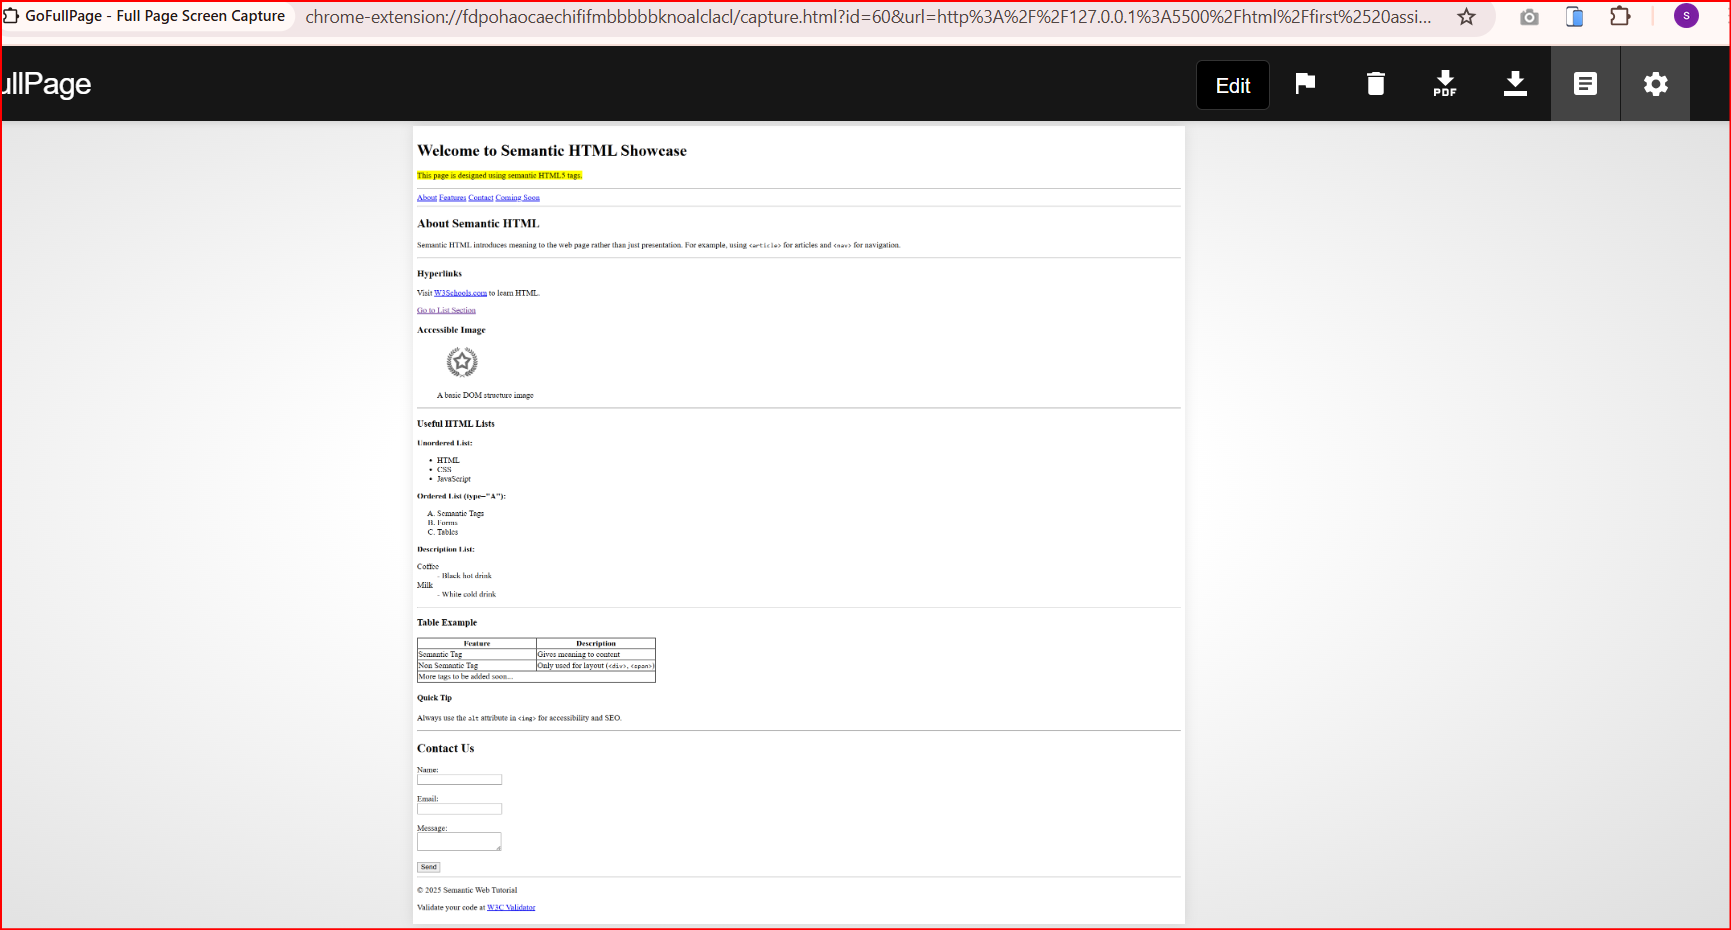 GoFullPage - Full Page Screen Capture
chrome-extension://fdpohaocaechififmbbbbbknoalclacl/capture.html?id=60&url=http%3A%2F%2F127.0.0.1%3A5500%2Fhtml%2Ffirst%2520assi...
S
ullPage
Edit
PDF
Welcome to Semantic HTML Showcase
This page is designed using semantic HTML5 tags.
About Features Contact Coming Soon
About Semantic HTML
Semantic HTML introduces meaning to the web page rather than just presentation. For example, using <article> for articles and <nav> for navigation.
Hyperlinks
Visit W3Schools.com to learn HTML.
Go to List Section
Accessible Image
A basic DOM structure image
Useful HTML Lists
Unordered List:
• HTML
• CSS
• JavaScript
Ordered List (type="A"):
A. Semantic Tags
B. Forms
C. Tables
Description List:
Coffee
- Black hot drink
Milk
- White cold drink
Table Example
Feature Description
Semantic Tag Gives meaning to content
Non Semantic Tag Only used for layout (<div>, <span>)
More tags to be added soon...
Quick Tip
Always use the alt attribute in <img> for accessibility and SEO.
Contact Us
Name:
Email:
Message:
Send
© 2025 Semantic Web Tutorial
Validate your code at W3C Validator